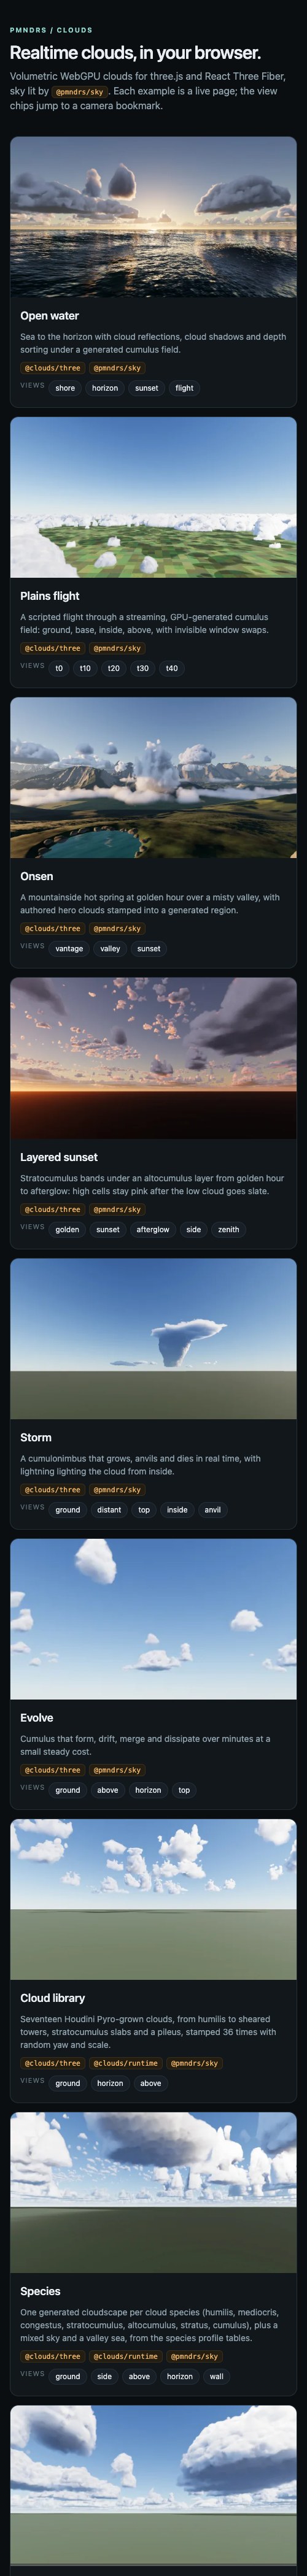 PMNDRS / CLOUDS
Realtime clouds, in your browser.
Volumetric WebGPU clouds for three.js and React Three Fiber,
sky lit by @pmndrs/sky. Each example is a live page; the view
chips jump to a camera bookmark.
Open water
Sea to the horizon with cloud reflections, cloud shadows and depth
sorting under a generated cumulus field.
@clouds/three @pmndrs/sky
VIEWS shore horizon sunset flight
Plains flight
A scripted flight through a streaming, GPU-generated cumulus
field: ground, base, inside, above, with invisible window swaps.
@clouds/three @pmndrs/sky
VIEWS t0 t10 t20 t30 t40
Onsen
A mountainside hot spring at golden hour over a misty valley, with
authored hero clouds stamped into a generated region.
@clouds/three @pmndrs/sky
VIEWS vantage valley sunset
Layered sunset
Stratocumulus bands under an altocumulus layer from golden hour
to afterglow: high cells stay pink after the low cloud goes slate.
@clouds/three @pmndrs/sky
VIEWS golden sunset afterglow side zenith
Storm
A cumulonimbus that grows, anvils and dies in real time, with
lightning lighting the cloud from inside.
@clouds/three @pmndrs/sky
VIEWS ground distant top inside anvil
Evolve
Cumulus that form, drift, merge and dissipate over minutes at a
small steady cost.
@clouds/three @pmndrs/sky
VIEWS ground above horizon top
Cloud library
Seventeen Houdini Pyro-grown clouds, from humilis to sheared
towers, stratocumulus slabs and a pileus, stamped 36 times with
random yaw and scale.
@clouds/three @clouds/runtime @pmndrs/sky
VIEWS ground horizon above
Species
One generated cloudscape per cloud species (humilis, mediocris,
congestus, stratocumulus, altocumulus, stratus, cumulus), plus a
mixed sky and a valley sea, from the species profile tables.
@clouds/three @clouds/runtime @pmndrs/sky
VIEWS ground side above horizon wall